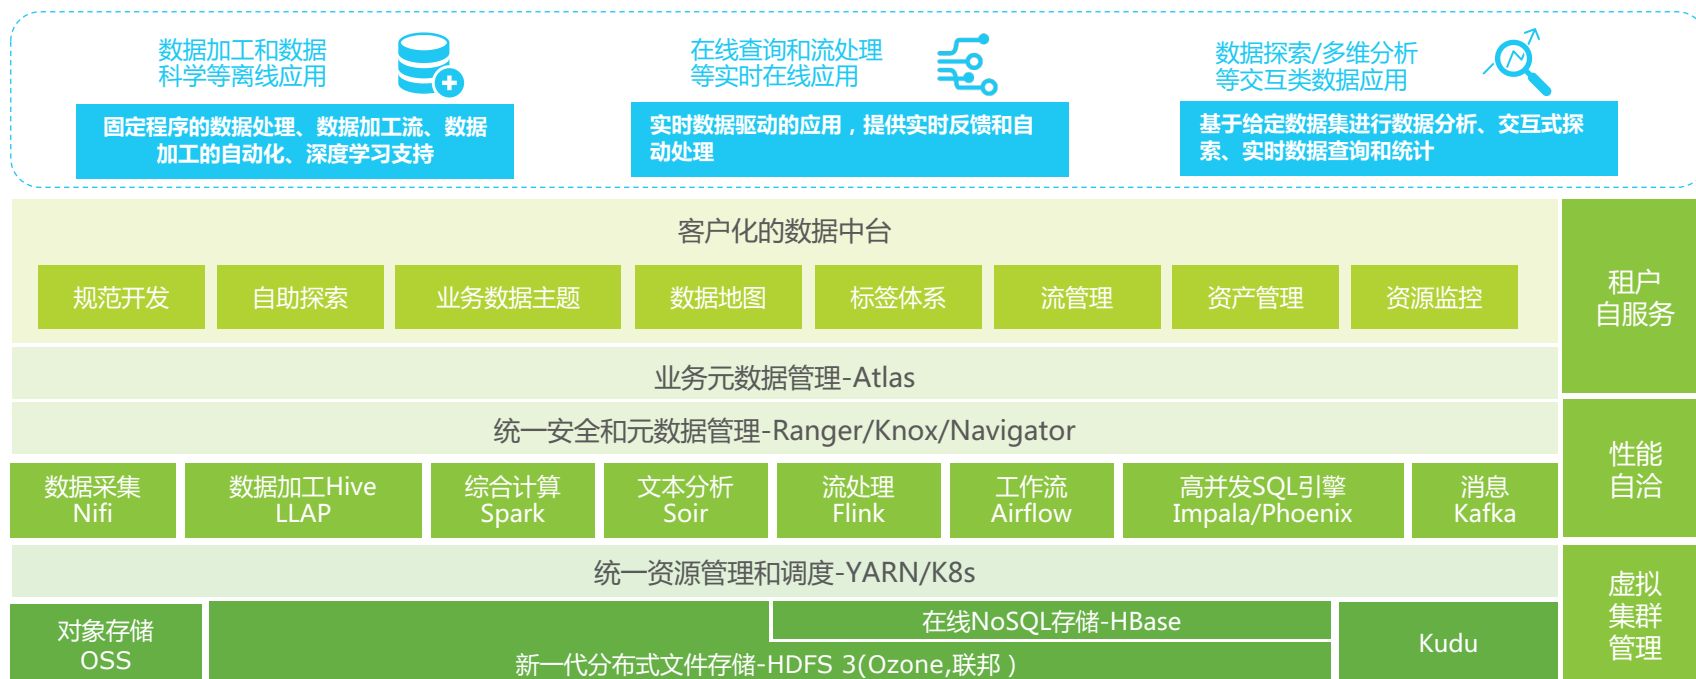 数据加工和数据
科学等离线应用
固定程序的数据处理、数据加工流、数据
加工的自动化、深度学习支持
在线查询和流处理
等实时在线应用
实时数据驱动的应用，提供实时反馈和自
动处理
数据探索/多维分析
等交互类数据应用
基于给定数据集进行数据分析、交互式探
索、实时数据查询和统计
客户化的数据中台
规范开发
自助探索
业务数据主题
数据地图
标签体系
流管理
资产管理
资源监控
租户
自服务
业务元数据管理-Atlas
统一安全和元数据管理-Ranger/Knox/Navigator
性能
自治
数据采集
Nifi
数据加工Hive
LLAP
综合计算
Spark
文本分析
Soir
流处理
Flink
工作流
Airflow
高并发SQL引擎
Impala/Phoenix
消息
Kafka
统一资源管理和调度-YARN/K8s
虚拟
集群
管理
对象存储
OSS
在线NoSQL存储-HBase
新一代分布式文件存储-HDFS 3(Ozone,联邦）
Kudu